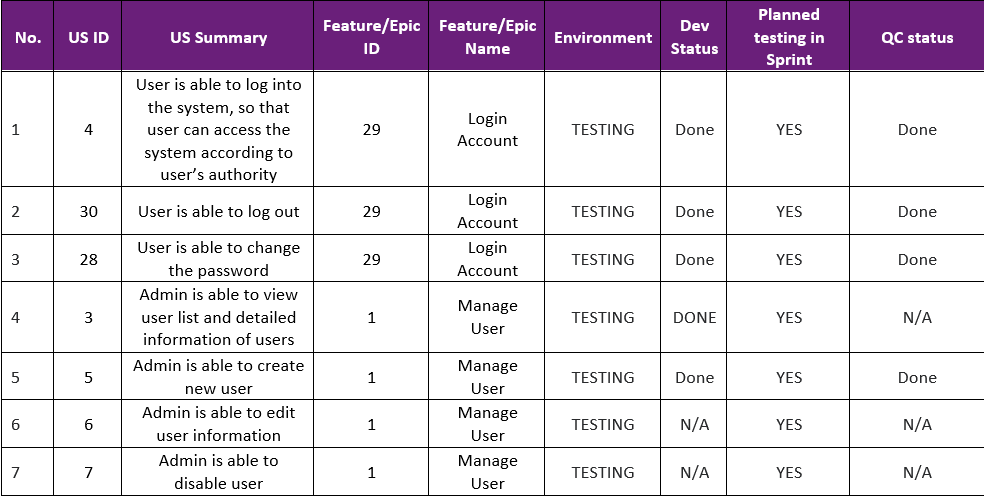 No. US ID US Summary Feature/Epic ID Feature/Epic Name Environment Dev Status Planned testing in Sprint QC status
1 4 User is able to log into the system, so that user can access the system according to user’s authority 29 Login Account TESTING Done YES Done
2 30 User is able to log out 29 Login Account TESTING Done YES Done
3 28 User is able to change the password 29 Login Account TESTING Done YES Done
4 3 Admin is able to view user list and detailed information of users 1 Manage User TESTING DONE YES N/A
5 5 Admin is able to create new user 1 Manage User TESTING Done YES Done
6 6 Admin is able to edit user information 1 Manage User TESTING N/A YES N/A
7 7 Admin is able to disable user 1 Manage User TESTING N/A YES N/A